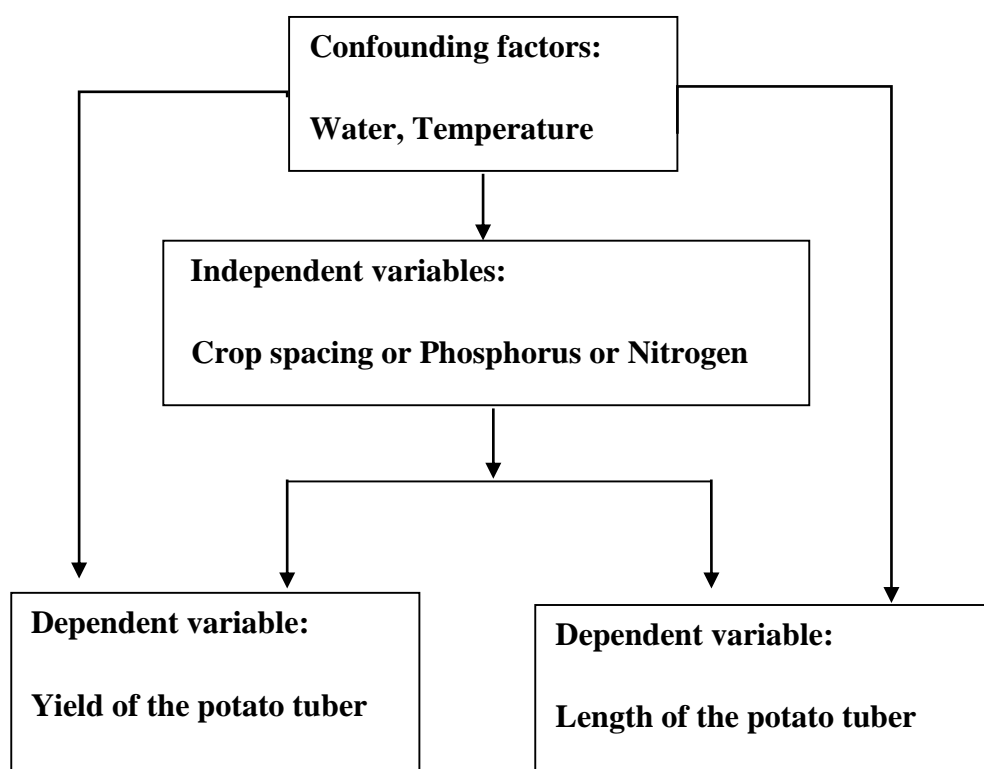 Confounding factors:
Water, Temperature
Independent variables:
Crop spacing or Phosphorus or Nitrogen
Dependent variable:
Yield of the potato tuber
Dependent variable:
Length of the potato tuber